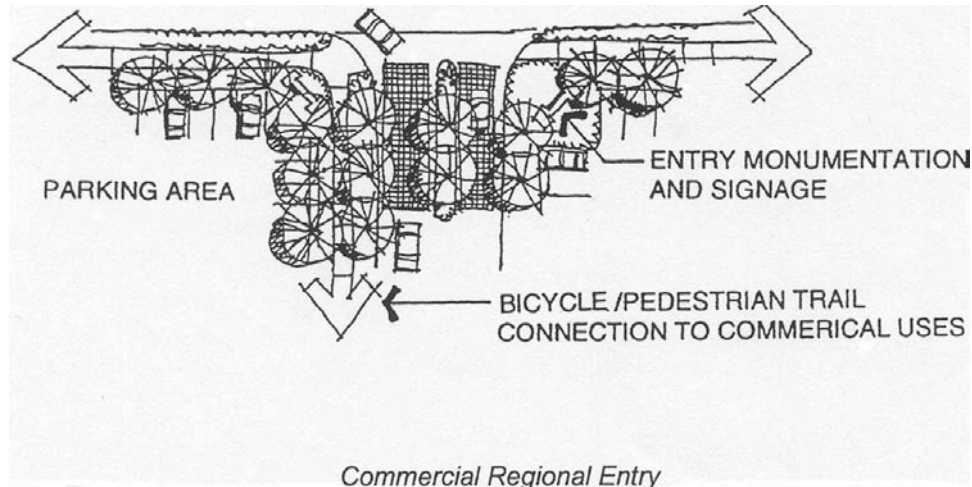 PARKING AREA
ENTRY MONUMENTATION
AND SIGNAGE
BICYCLE/PEDESTRIAN TRAIL
CONNECTION TO COMMERICAL USES
Commercial Regional Entry